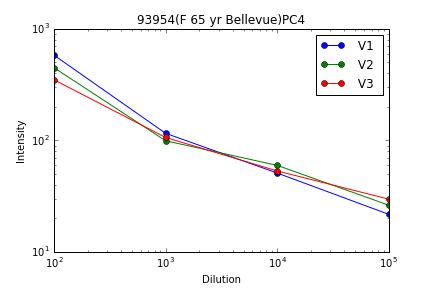 93954(F 65 yr Bellevue)PC4
10³
V1
V2
V3
10²
Intensity
10¹
10² 10³ 10⁴ 10⁵
Dilution